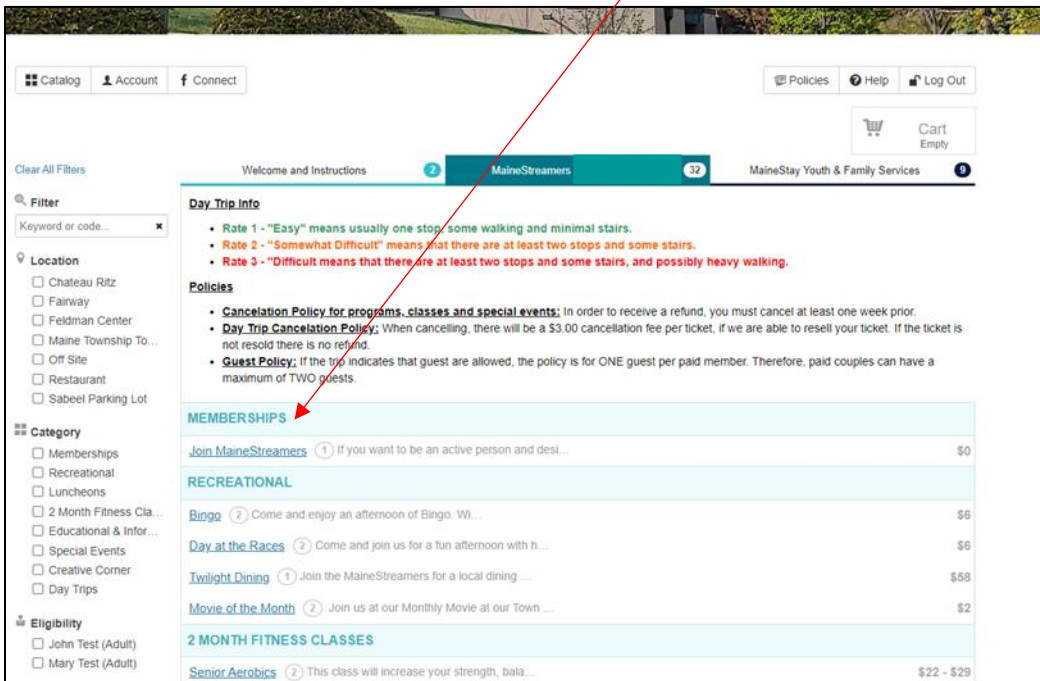 Catalog Account Connect Policies Help Log Out
Cart
Empty
Clear All Filters
Welcome and Instructions 2 MaineStreamers 32 MaineStay Youth & Family Services 9
Filter
Keyword or code...
Location
Chateau Ritz
Fairway
Feldman Center
Maine Township To...
Off Site
Restaurant
Sabeel Parking Lot
Category
Memberships
Recreational
Luncheons
2 Month Fitness Cla...
Educational & Infor...
Special Events
Creative Corner
Day Trips
Eligibility
John Test (Adult)
Mary Test (Adult)
Day Trip Info
Rate 1 - "Easy" means usually one stop, some walking and minimal stairs.
Rate 2 - "Somewhat Difficult" means that there are at least two stops and some stairs.
Rate 3 - "Difficult means that there are at least two stops and some stairs, and possibly heavy walking.
Policies
Cancelation Policy for programs, classes and special events: In order to receive a refund, you must cancel at least one week prior.
Day Trip Cancelation Policy: When cancelling, there will be a $3.00 cancellation fee per ticket, if we are able to resell your ticket. If the ticket is
not resold there is no refund.
Guest Policy: If the trip indicates that guest are allowed, the policy is for ONE guest per paid member. Therefore, paid couples can have a
maximum of TWO guests.
MEMBERSHIPS
Join MaineStreamers 1 If you want to be an active person and desi... $0
RECREATIONAL
Bingo 2 Come and enjoy an afternoon of Bingo. Wi... $6
Day at the Races 2 Come and join us for a fun afternoon with h... $6
Twilight Dining 1 Join the MaineStreamers for a local dining ... $58
Movie of the Month 2 Join us at our Monthly Movie at our Town ... $2
2 MONTH FITNESS CLASSES
Senior Aerobics 2 This class will increase your strength, bala... $22 - $29